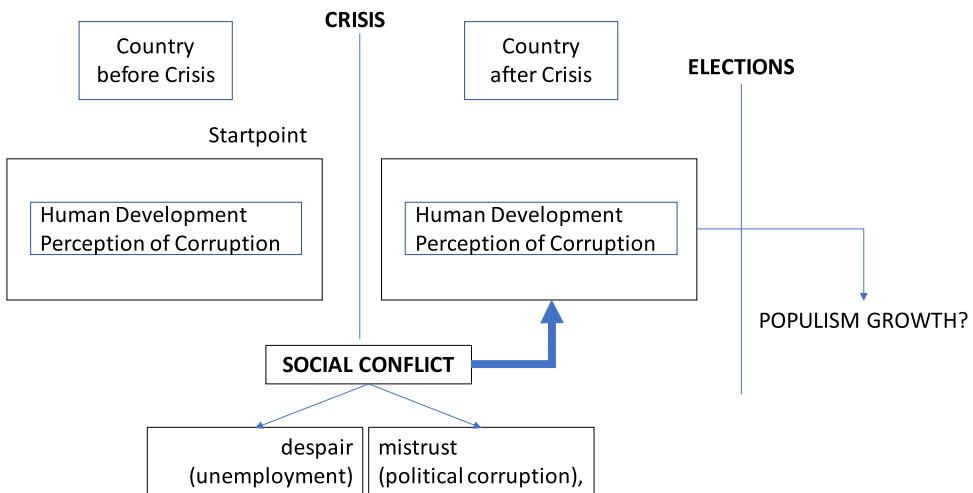 CRISIS
Country
before Crisis
Country
after Crisis
ELECTIONS
Startpoint
Human Development
Perception of Corruption
Human Development
Perception of Corruption
POPULISM GROWTH?
SOCIAL CONFLICT
despair
(unemployment)
mistrust
(political corruption),